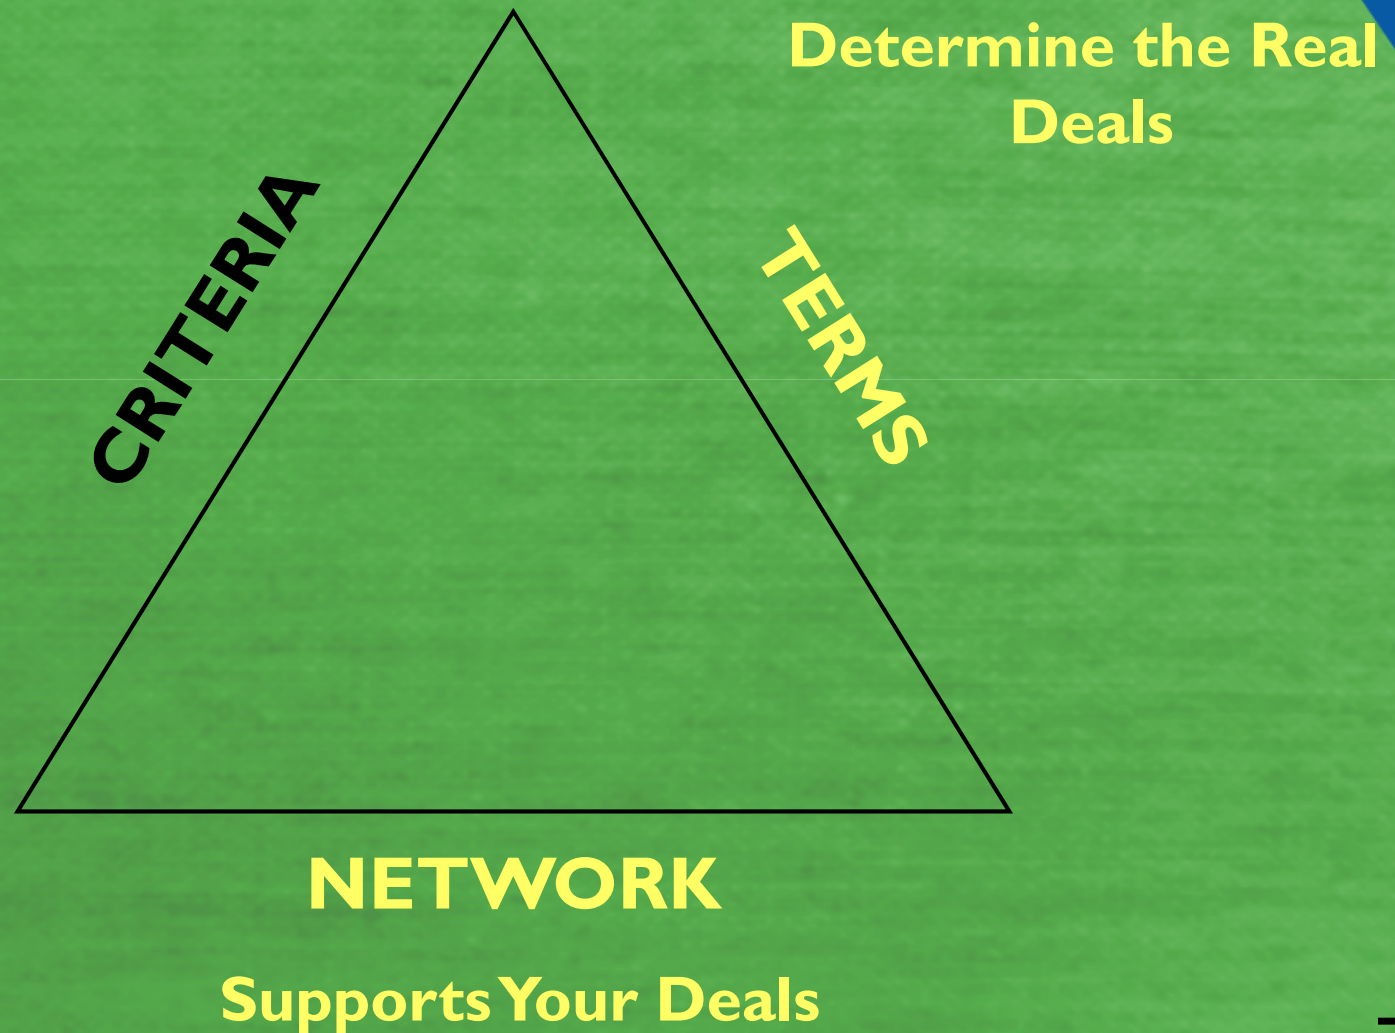 Determine the Real
Deals
CRITERIA
TERMS
NETWORK
Supports Your Deals